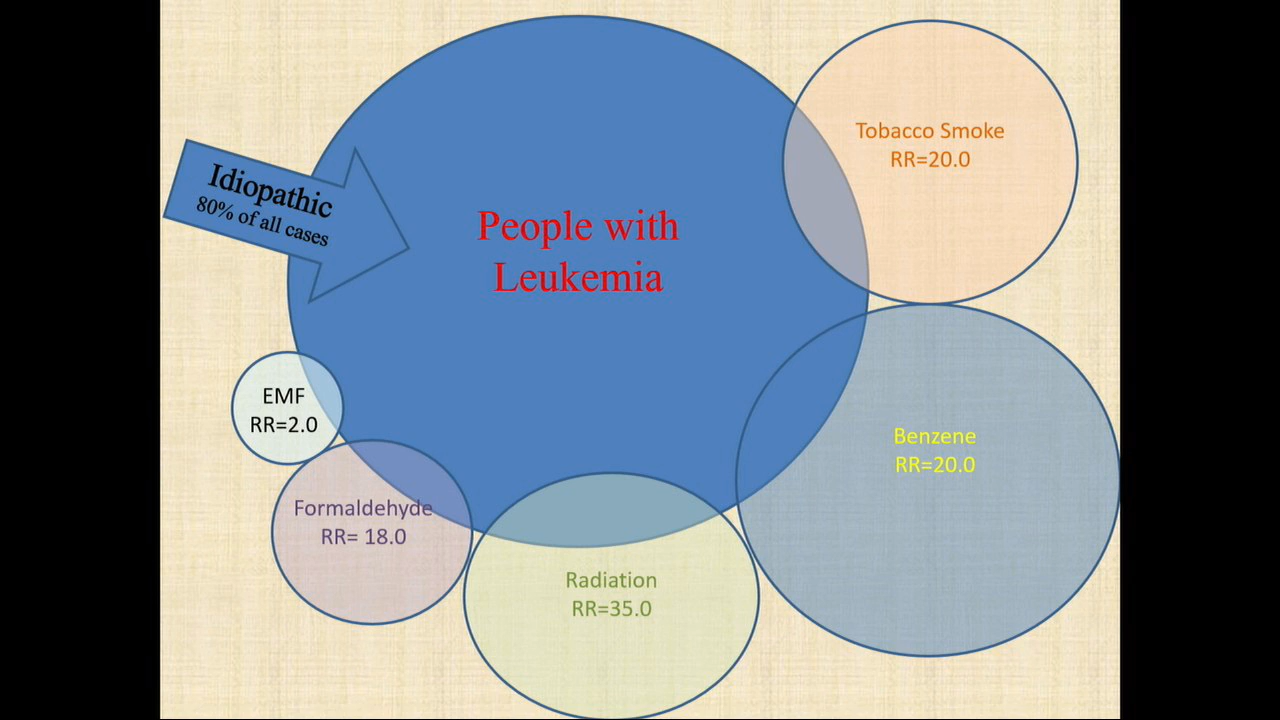 Tobacco Smoke
RR=20.0
Idiopathic
80% of all cases
People with
Leukemia
EMF
RR=2.0
Benzene
RR=20.0
Formaldehyde
RR= 18.0
Radiation
RR=35.0